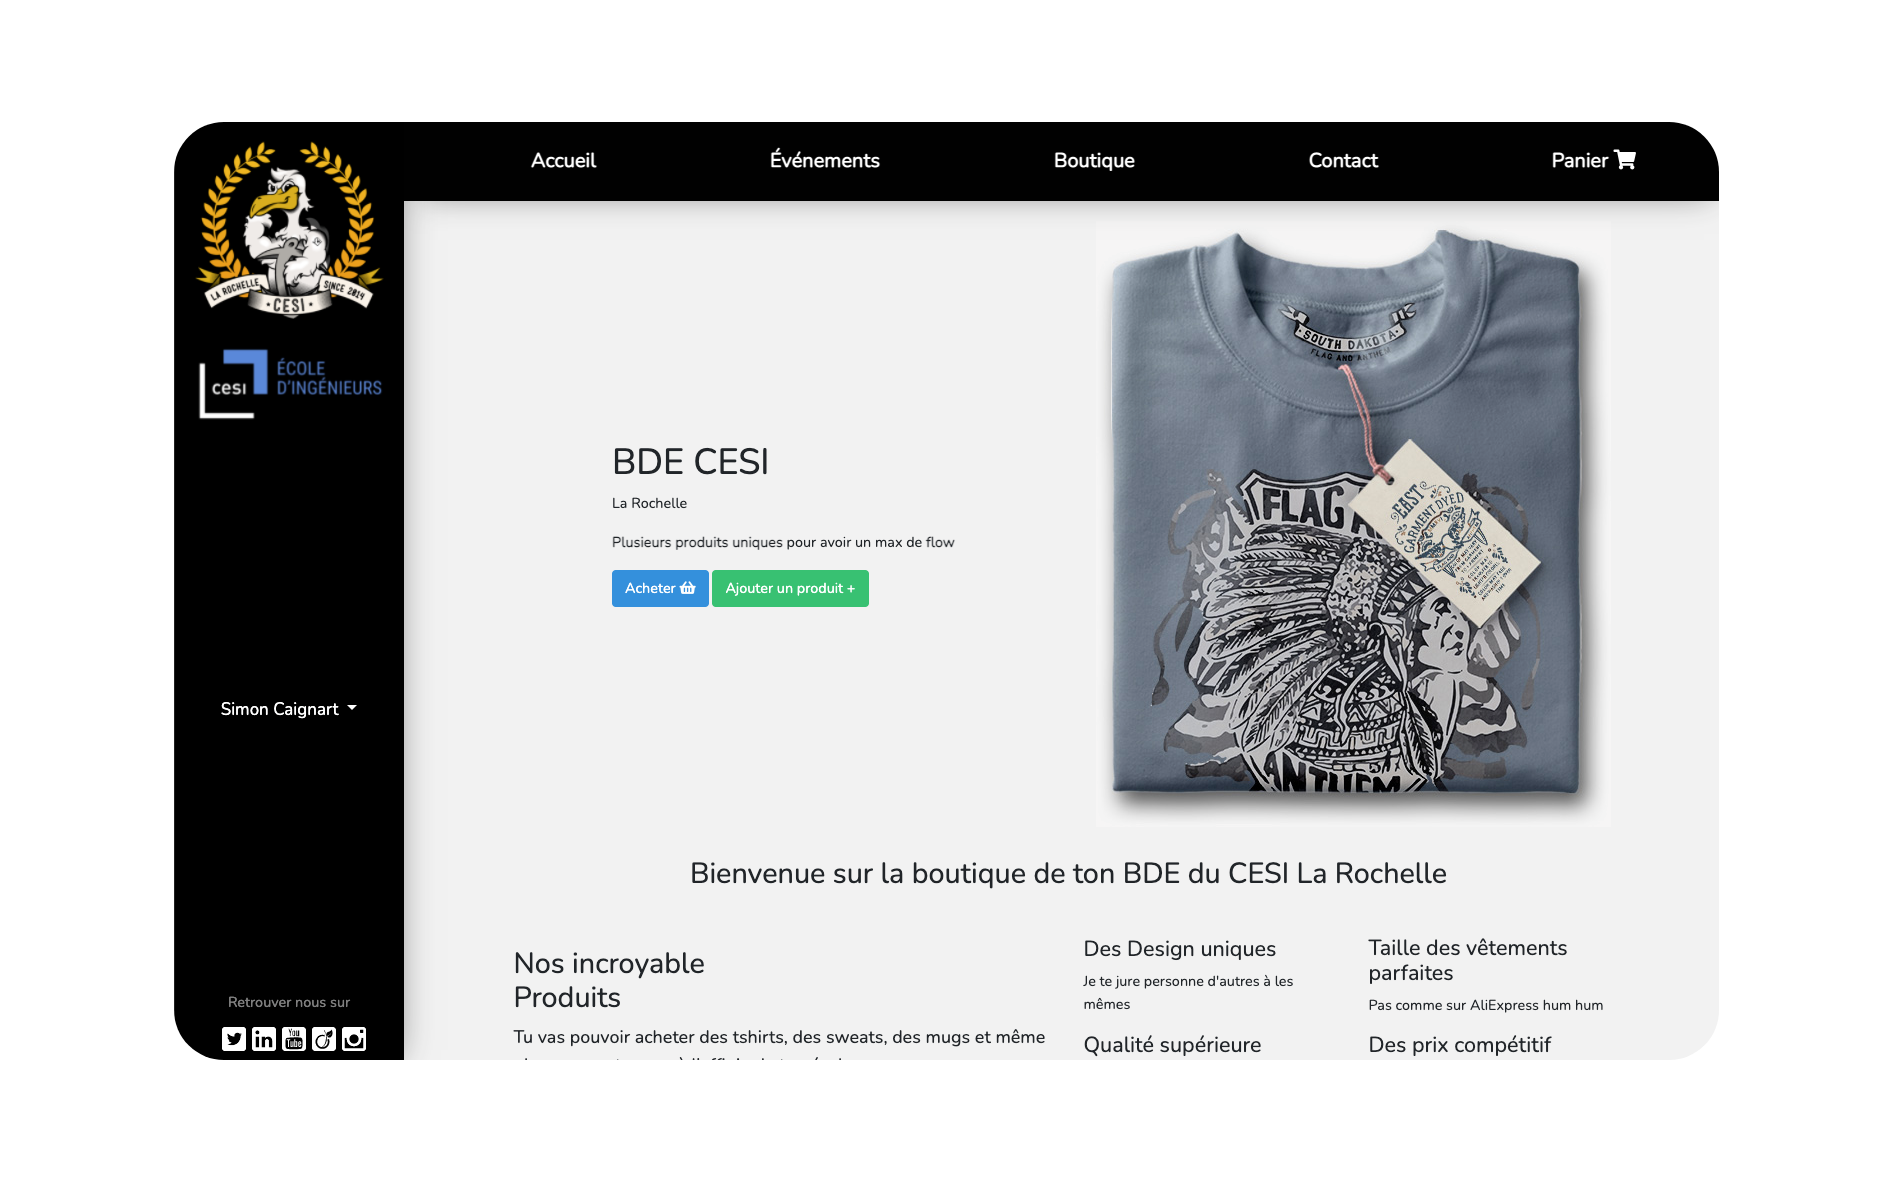 Accueil
Événements
Boutique
Contact
Panier
LA ROCHELLE
SINCE 2014
·CESI·
cesi
ÉCOLE
D'INGÉNIEURS
Simon Caignart
Retrouver nous sur
You
Tube
in
BDE CESI
La Rochelle
Plusieurs produits uniques pour avoir un max de flow
Acheter
Ajouter un produit +
·SOUTH DAKOTA·
FLAG AND ANTHEM
FLAG A
ANTHEM
EAST
GARMENT DYED
Bienvenue sur la boutique de ton BDE du CESI La Rochelle
Nos incroyable
Produits
Tu vas pouvoir acheter des tshirts, des sweats, des mugs et même
Des Design uniques
Je te jure personne d'autres à les
mêmes
Qualité supérieure
Taille des vêtements
parfaites
Pas comme sur AliExpress hum hum
Des prix compétitif